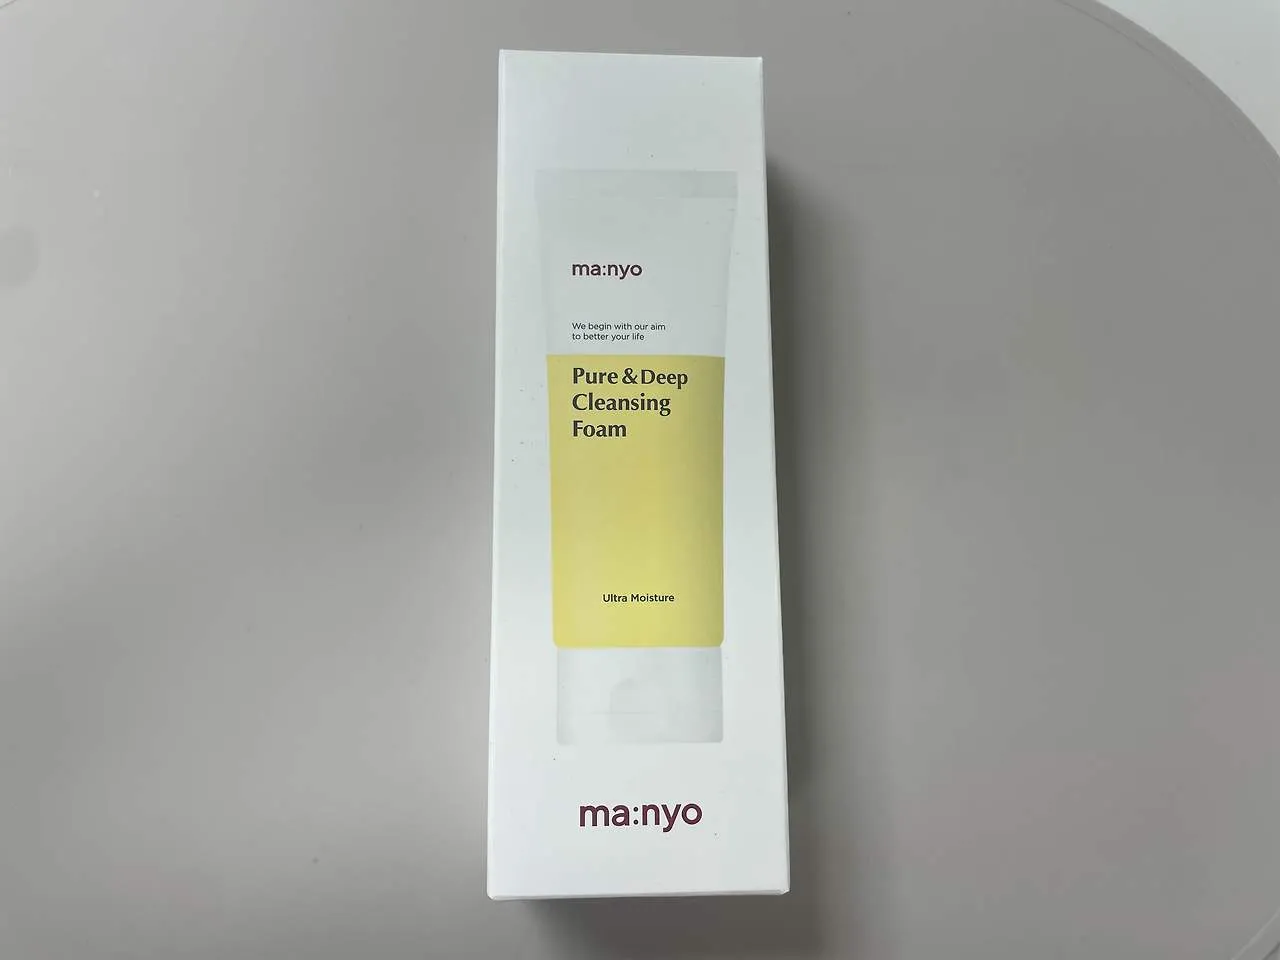 ma:nyo
We begin with our aim
to better your life
Pure & Deep
Cleansing
Foam
Ultra Moisture
ma:nyo